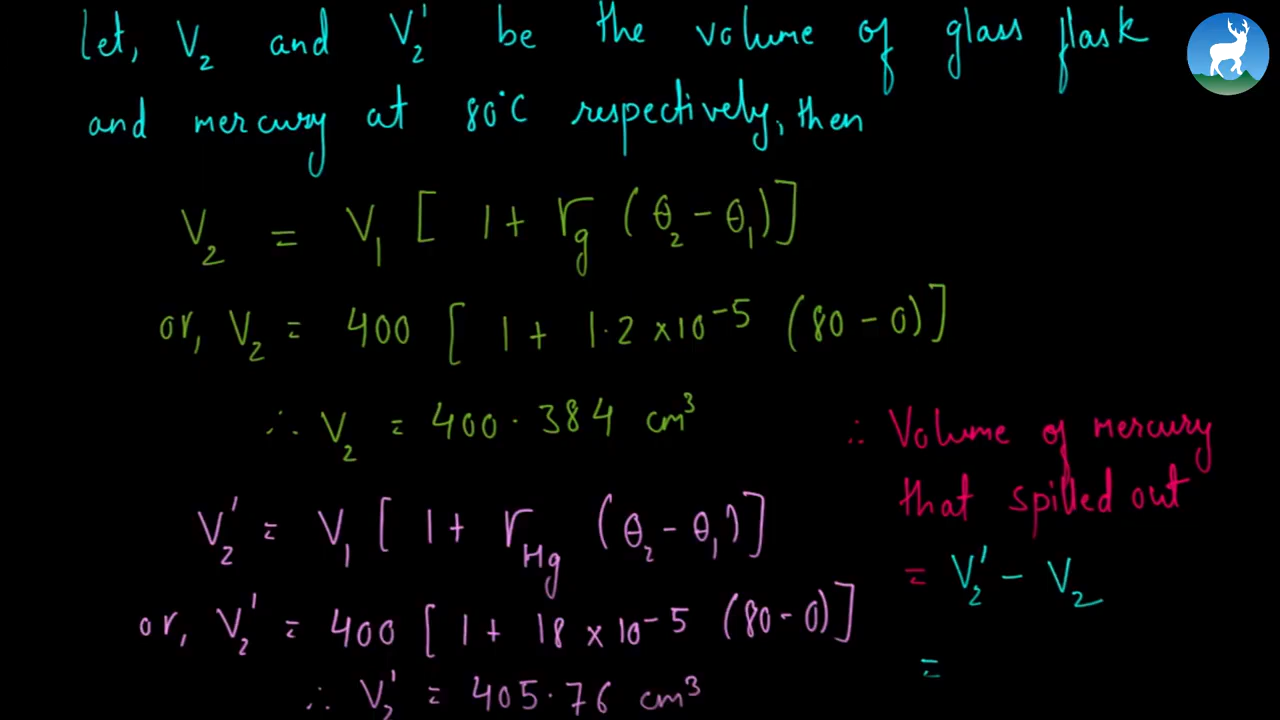 let, V₂ and V₂' be the volume of glass flask
and mercury at 80°C respectively, then
V₂ = V₁ [ 1 + γg (θ₂ - θ₁)]
or, V₂ = 400 [ 1 + 1.2 × 10⁻⁵ (80 - 0)]
∴ V₂ = 400.384 cm³
V₂' = V₁ [ 1 + γHg (θ₂ - θ₁)]
or, V₂' = 400 [ 1 + 18 × 10⁻⁵ (80 - 0)]
∴ V₂' = 405.76 cm³
∴ Volume of mercury
that spilled out
= V₂' - V₂
=